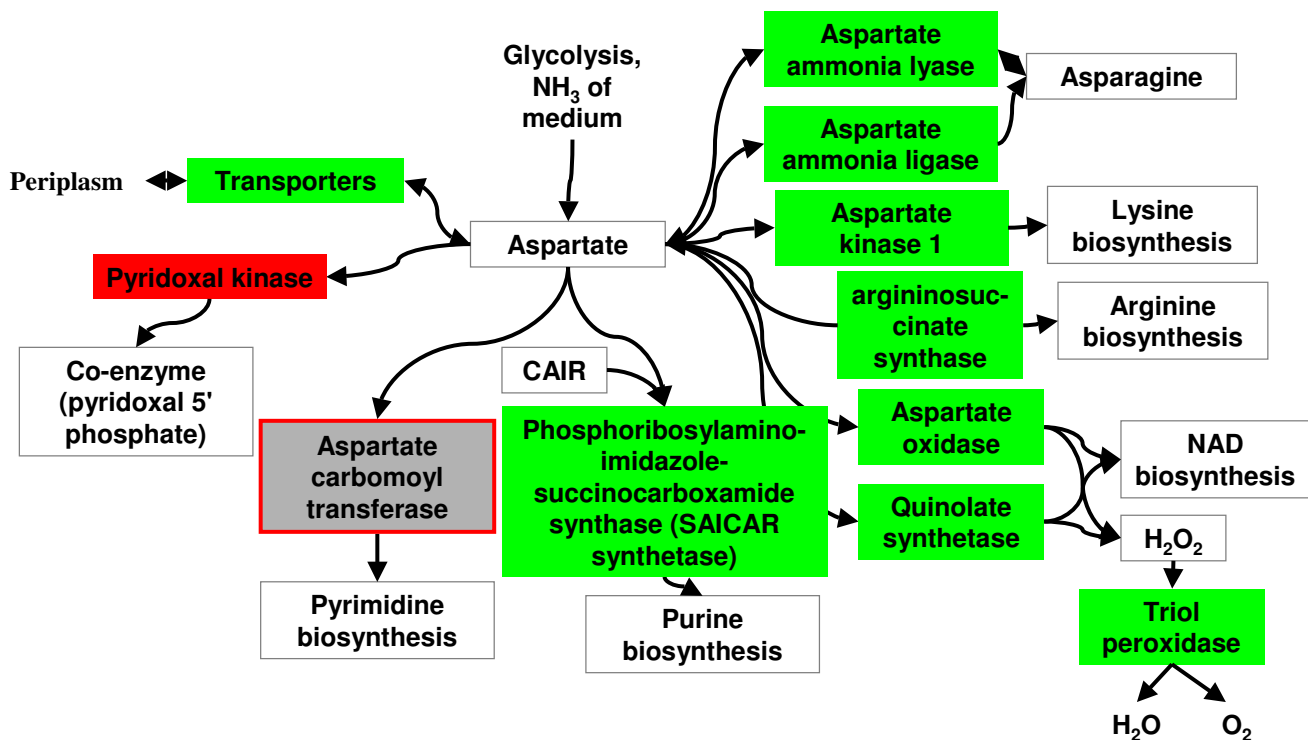 Glycolysis,
NH₃ of
medium
Periplasm
Transporters
Aspartate
Pyridoxal kinase
Co-enzyme
(pyridoxal 5'
phosphate)
Aspartate
carbomoyl
transferase
Pyrimidine
biosynthesis
CAIR
Phosphoribosylamino-
imidazole-
succinocarboxamide
synthase (SAICAR
synthetase)
Purine
biosynthesis
Aspartate
ammonia lyase
Asparagine
Aspartate
ammonia ligase
Aspartate
kinase 1
Lysine
biosynthesis
argininosuc-
cinate
synthase
Arginine
biosynthesis
Aspartate
oxidase
NAD
biosynthesis
Quinolate
synthetase
H₂O₂
Triol
peroxidase
H₂O
O₂